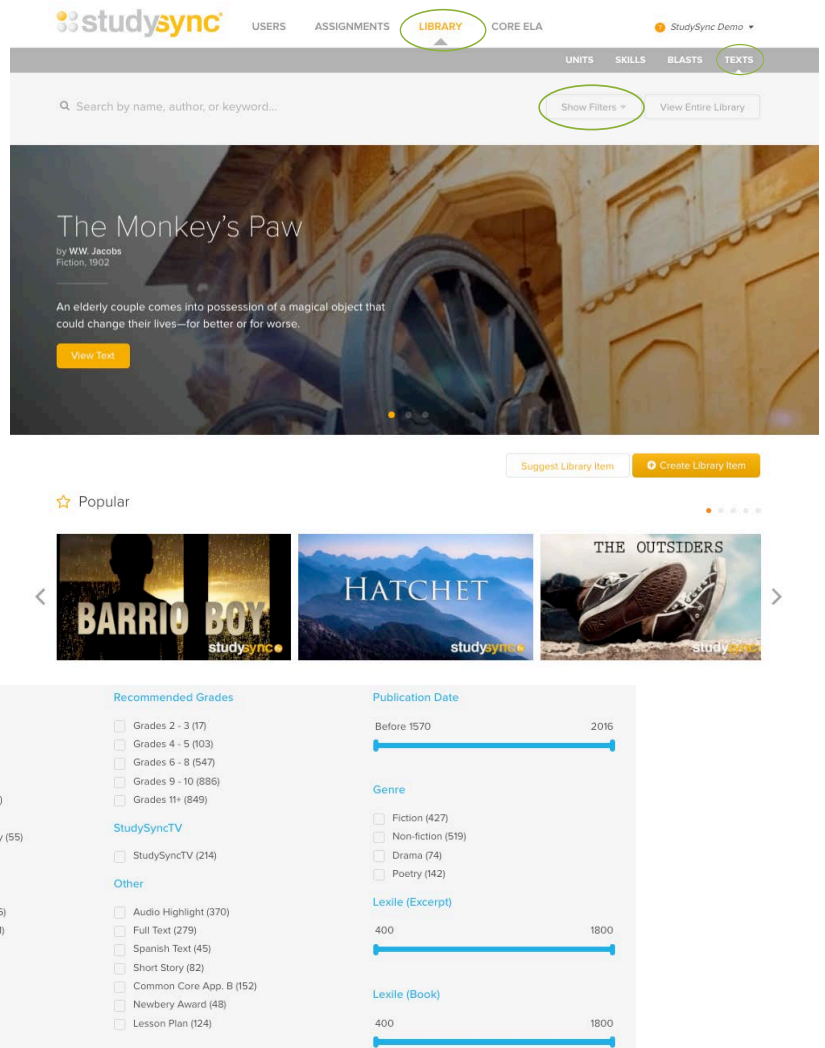 studysync
USERS ASSIGNMENTS LIBRARY CORE ELA
StudySync Demo
UNITS SKILLS BLASTS TEXTS
Search by name, author, or keyword...
Show Filters
View Entire Library
The Monkey's Paw
by W.W. Jacobs
Fiction, 1902
An elderly couple comes into possession of a magical object that
could change their lives—for better or for worse.
View Text
Suggest Library Item
Create Library Item
Popular
BARRIO BOY
studysync
HATCHET
studysync
THE OUTSIDERS
studysync
)
y (55)
)
)
Recommended Grades
Grades 2 - 3 (17)
Grades 4 - 5 (103)
Grades 6 - 8 (547)
Grades 9 - 10 (886)
Grades 11+ (849)
StudySyncTV
StudySyncTV (214)
Other
Audio Highlight (370)
Full Text (279)
Spanish Text (45)
Short Story (82)
Common Core App. B (152)
Newbery Award (48)
Lesson Plan (124)
Publication Date
Before 1570 2016
Genre
Fiction (427)
Non-fiction (519)
Drama (74)
Poetry (142)
Lexile (Excerpt)
400 1800
Lexile (Book)
400 1800